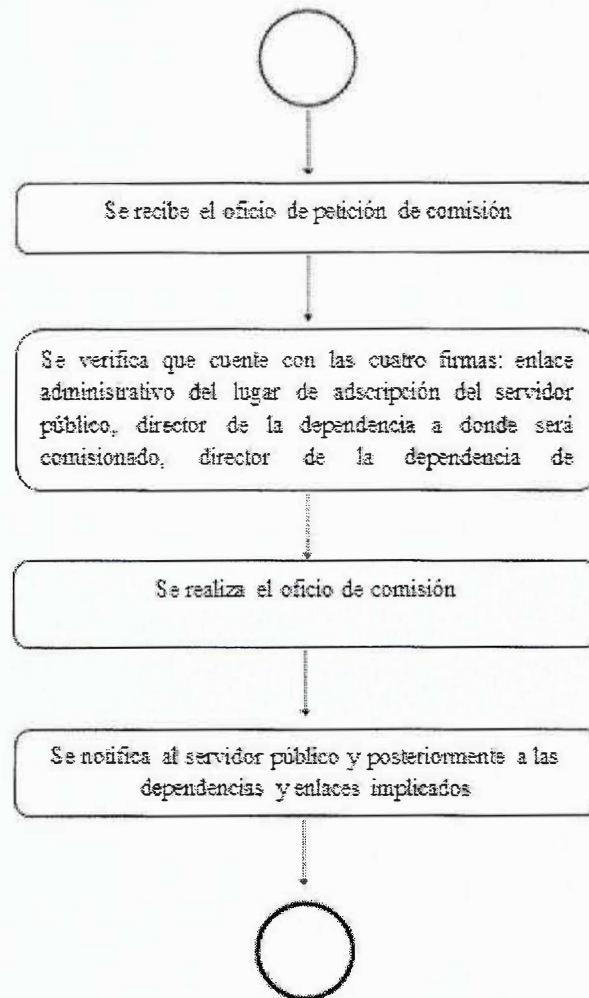 Se recibe el oficio de petición de comisión
Se verifica que cuente con las cuatro firmas: enlace
administrativo del lugar de adscripción del servidor
público, director de la dependencia a donde será
comisionado, director de la dependencia de
Se realiza el oficio de comisión
Se notifica al servidor público y posteriormente a las
dependencias y enlaces implicados